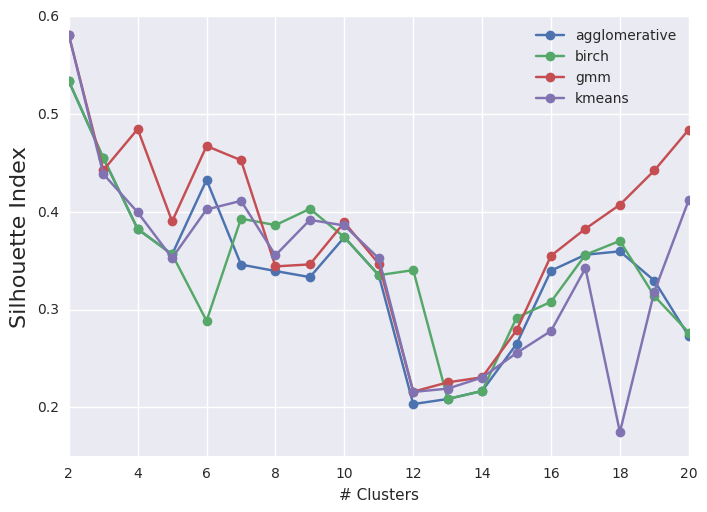 0.6
0.5
0.4
0.3
0.2
Silhouette Index
agglomerative
birch
gmm
kmeans
2 4 6 8 10 12 14 16 18 20
# Clusters